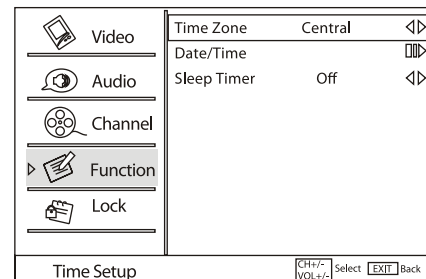 Video
Audio
Channel
Function
Lock
Time Zone Central
Date/Time
Sleep Timer Off
Time Setup
CH+/- VOL+/- Select EXIT Back